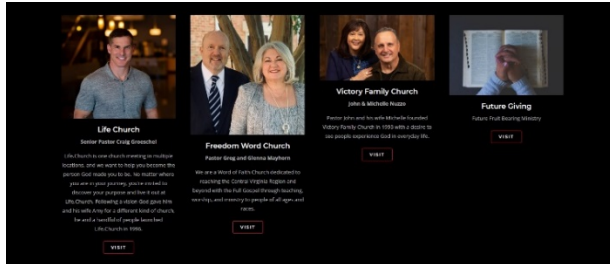 Life Church
Senior Pastor Craig Groeschel
Life.Church is one church meeting in multiple
locations, and we want to help you become the
person God made you to be. No matter where
you are in your journey, you're invited to
discover your purpose and live it out at
Life.Church. Following a vision God gave him
and his wife Amy for a different kind of church,
he and a handful of people launched
Life.Church in 1996.
VISIT
Freedom Word Church
Pastor Greg and Glenna Mayhorn
We are a Word of Faith Church dedicated to
reaching the Central Virginia Region and
beyond with the Full Gospel through teaching,
worship, and ministry to people of all ages and
races.
VISIT
Victory Family Church
John & Michelle Nuzzo
Pastor John and his wife Michelle founded
Victory Family Church in 1993 with a desire to
see people experience God in everyday life.
VISIT
Future Giving
Future Fruit Bearing Ministry
VISIT